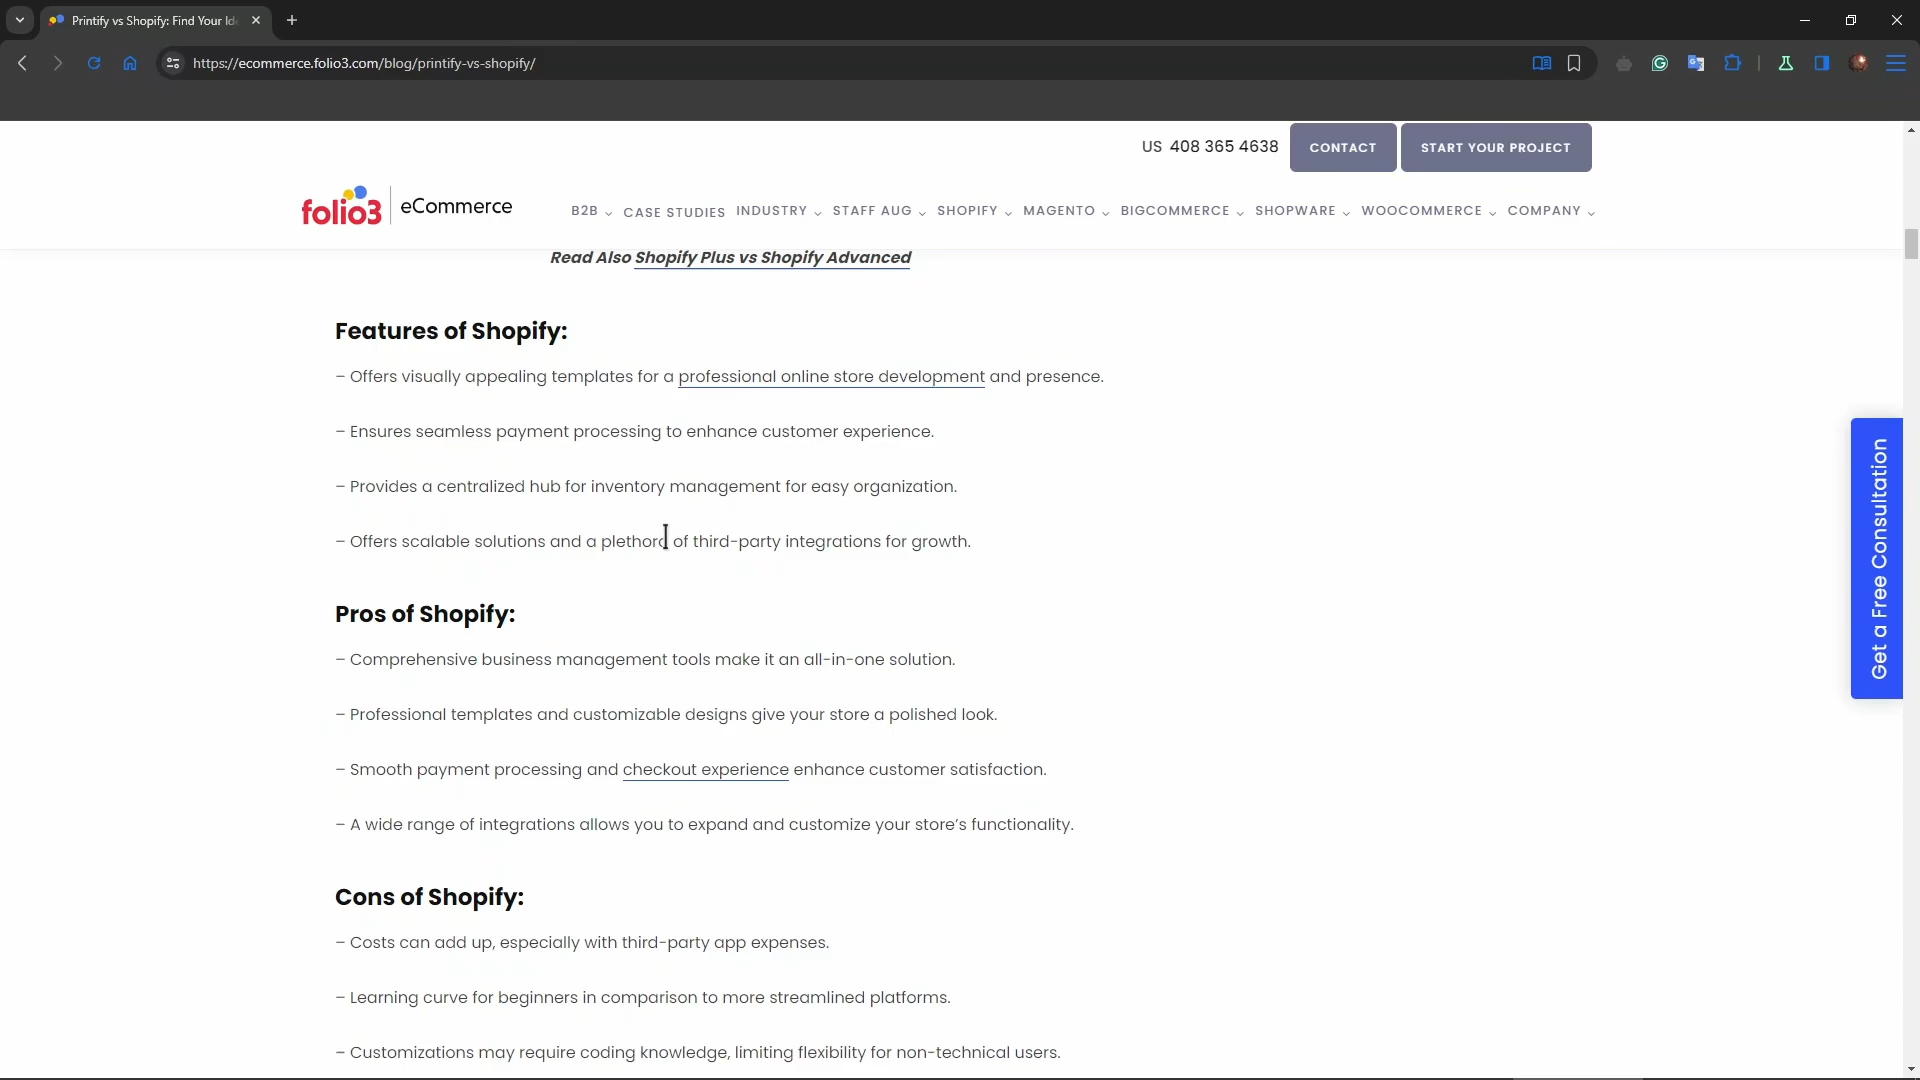 Printify vs Shopify: Find Your Id
https://ecommerce.folio3.com/blog/printify-vs-shopify/
US 408 365 4638
CONTACT
START YOUR PROJECT
folio3 eCommerce
B2B CASE STUDIES INDUSTRY STAFF AUG SHOPIFY MAGENTO BIGCOMMERCE SHOPWARE WOOCOMMERCE COMPANY
Read Also Shopify Plus vs Shopify Advanced
Features of Shopify:
– Offers visually appealing templates for a professional online store development and presence.
– Ensures seamless payment processing to enhance customer experience.
– Provides a centralized hub for inventory management for easy organization.
– Offers scalable solutions and a plethora of third-party integrations for growth.
Pros of Shopify:
– Comprehensive business management tools make it an all-in-one solution.
– Professional templates and customizable designs give your store a polished look.
– Smooth payment processing and checkout experience enhance customer satisfaction.
– A wide range of integrations allows you to expand and customize your store’s functionality.
Cons of Shopify:
– Costs can add up, especially with third-party app expenses.
– Learning curve for beginners in comparison to more streamlined platforms.
– Customizations may require coding knowledge, limiting flexibility for non-technical users.
Get a Free Consultation